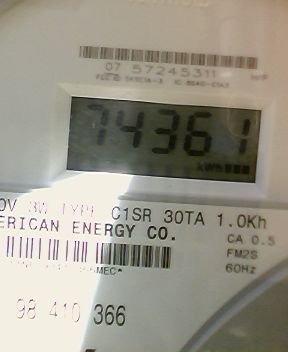 07 57245311
74361
kWh
0V 3W TYPE C1SR 30TA 1.0Kh
ERICAN ENERGY CO.
CA 0.5
FM2S
60Hz
98 410 366